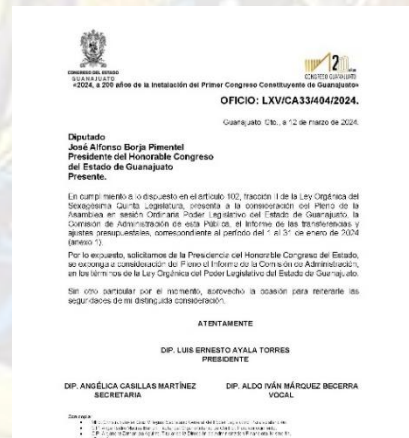 CONGRESO DEL ESTADO
GUANAJUATO
CONGRESO GUANAJUATO
«2024, a 200 años de la instalación del Primer Congreso Constituyente de Guanajuato»
OFICIO: LXV/CA33/404/2024.
Guanajuato, Gto., a 12 de marzo de 2024.
Diputado
José Alfonso Borja Pimentel
Presidente del Honorable Congreso
del Estado de Guanajuato
Presente.
En cumplimiento a lo dispuesto en el artículo 102, fracción II de la Ley Orgánica del
Sexagésima Quinta Legislatura, presenta a la consideración del Pleno de la
Asamblea en sesión Ordinaria Poder Legislativo del Estado de Guanajuato, la
Comisión de Administración de esta Pública, el Informe de las transferencias y
ajustes presupuestales, correspondiente al período del 1 al 31 de enero de 2024
(anexo 1).
Por lo expuesto, solicitamos de la Presidencia del Honorable Congreso del Estado,
se exponga a consideración del Pleno el Informe de la Comisión de Administración,
en los términos de la Ley Orgánica del Poder Legislativo del Estado de Guanajuato.
Sin otro particular por el momento, aprovecho la ocasión para reiterarle las
seguridades de mi distinguida consideración.
ATENTAMENTE
DIP. LUIS ERNESTO AYALA TORRES
PRESIDENTE
DIP. ANGÉLICA CASILLAS MARTÍNEZ
SECRETARIA
DIP. ALDO IVÁN MÁRQUEZ BECERRA
VOCAL